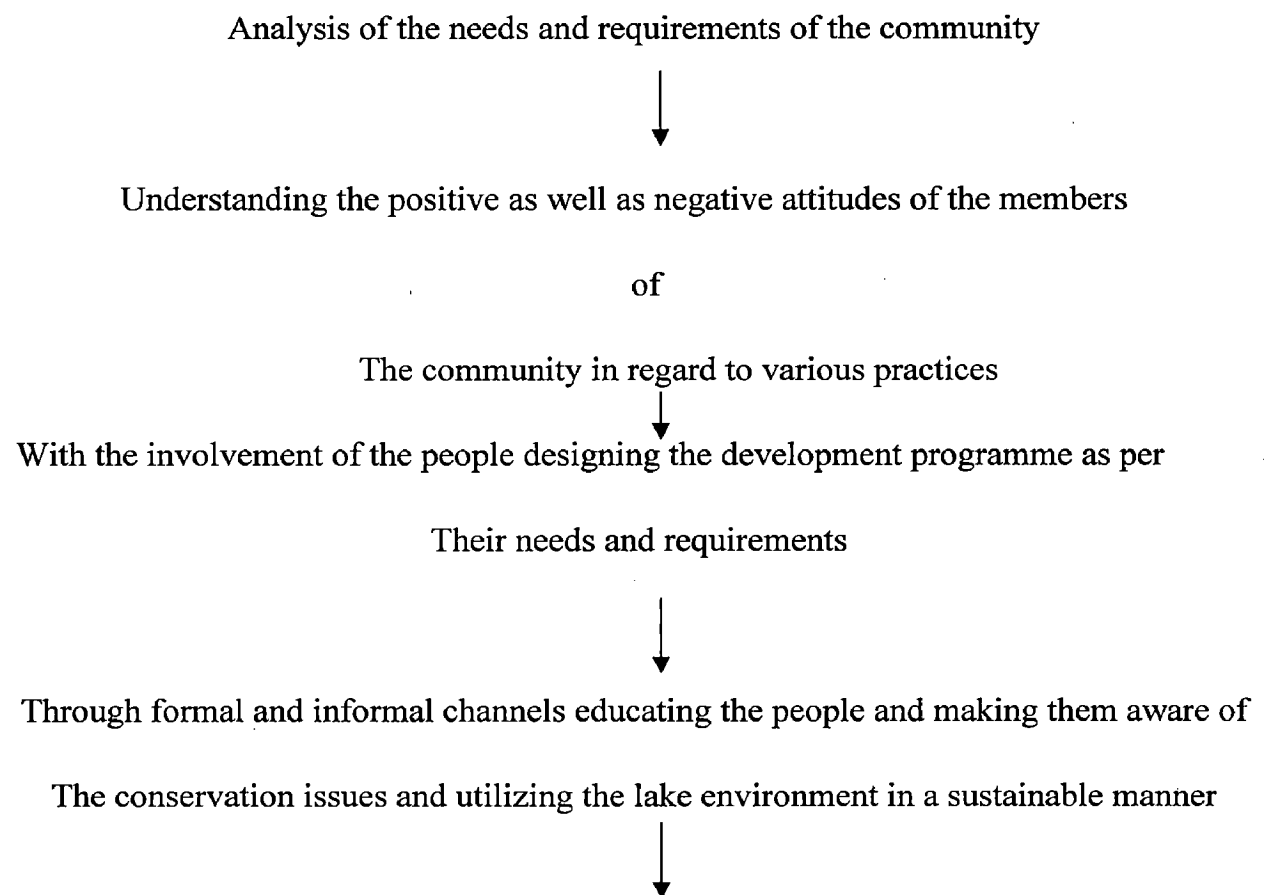 Analysis of the needs and requirements of the community
Understanding the positive as well as negative attitudes of the members
of
The community in regard to various practices
With the involvement of the people designing the development programme as per
Their needs and requirements
Through formal and informal channels educating the people and making them aware of
The conservation issues and utilizing the lake environment in a sustainable manner